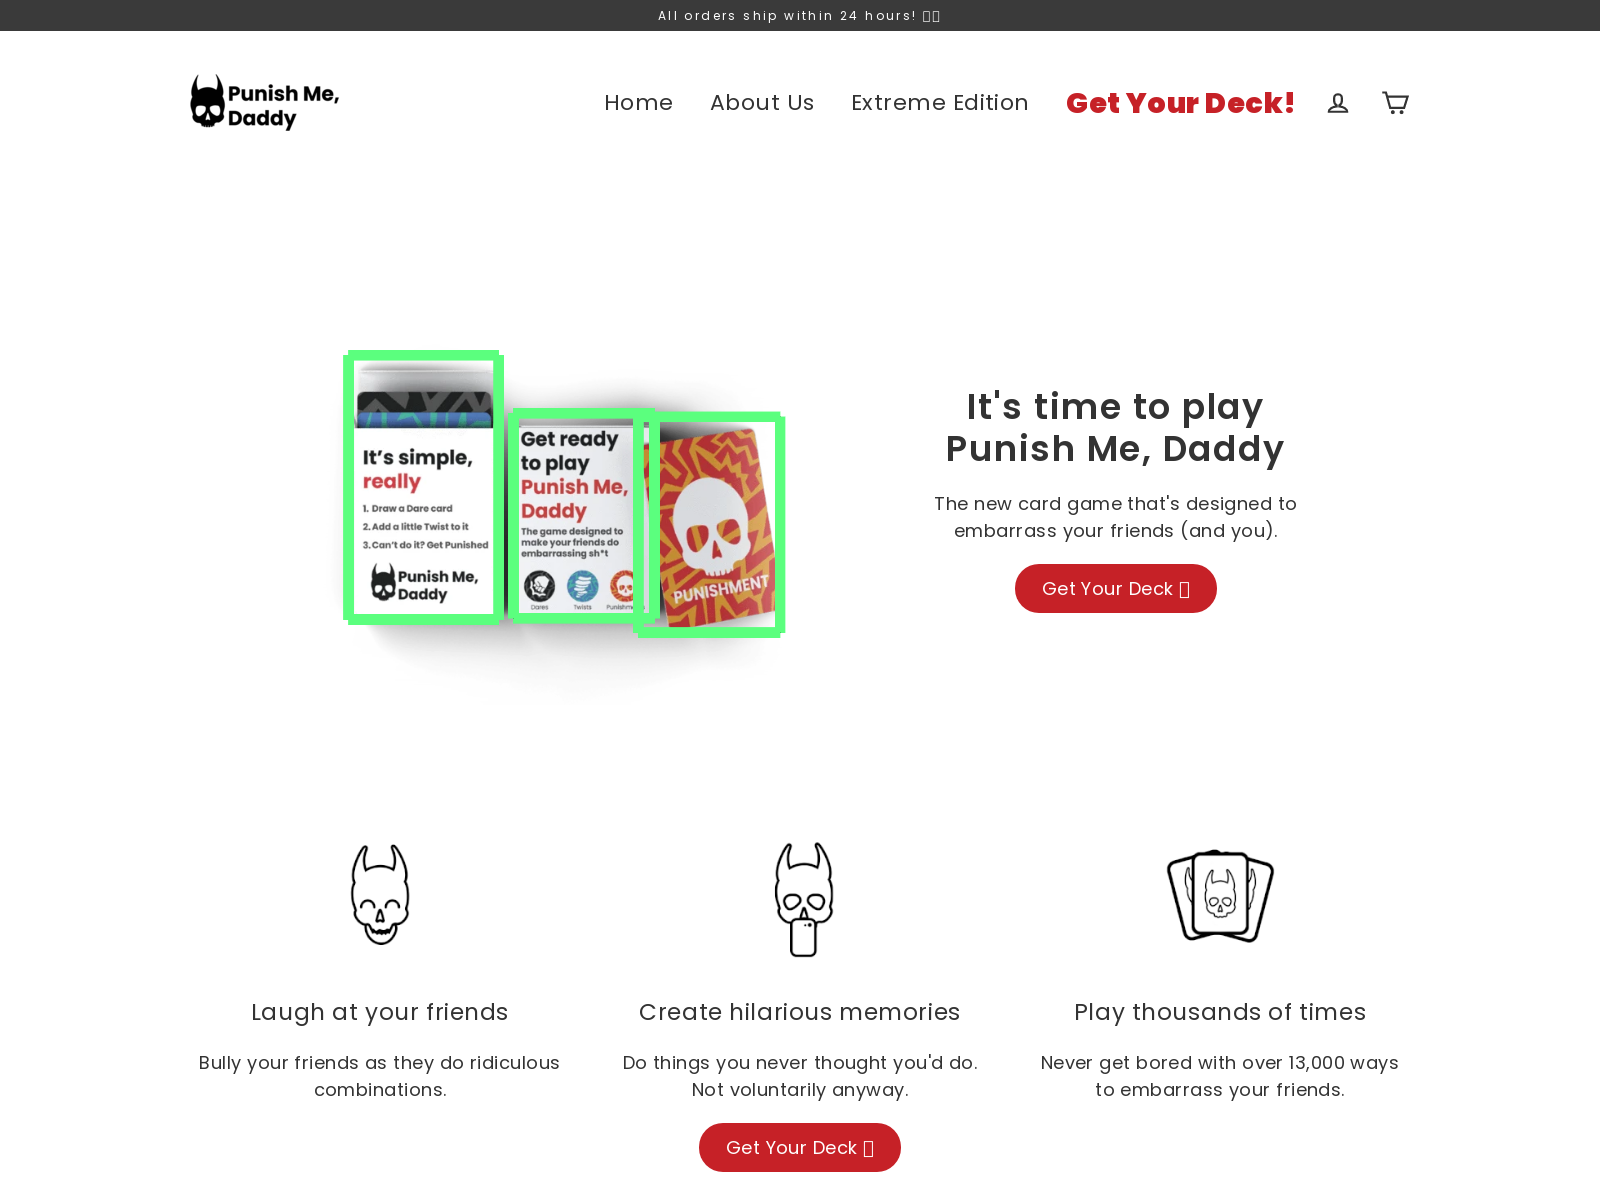 All orders ship within 24 hours!
Punish Me,
Daddy
Home About Us Extreme Edition Get Your Deck!
It’s simple,
really
1. Draw a Dare card
2. Add a little Twist to it
3. Can’t do it? Get Punished
Punish Me,
Daddy
Get ready
to play
Punish Me,
Daddy
The game designed to
make your friends do
embarrassing sh*t
Dares Twists
PUNISHMENT
It's time to play
Punish Me, Daddy
The new card game that's designed to
embarrass your friends (and you).
Get Your Deck
Laugh at your friends
Bully your friends as they do ridiculous
combinations.
Create hilarious memories
Do things you never thought you'd do.
Not voluntarily anyway.
Get Your Deck
Play thousands of times
Never get bored with over 13,000 ways
to embarrass your friends.